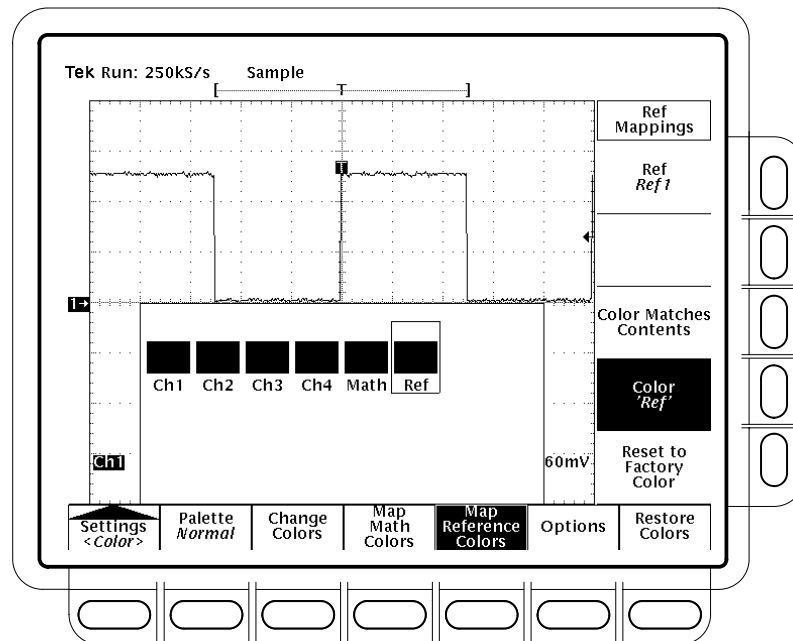 Tek Run: 250kS/s Sample
[ T ]
Ref
Mappings
Ref
Ref 1
T
1→
Color Matches
Contents
Ch1 Ch2 Ch3 Ch4 Math Ref
Color
'Ref'
Ch1
60mV
Reset to
Factory
Color
Settings
<Color>
Palette
Normal
Change
Colors
Map
Math
Colors
Map
Reference
Colors
Options
Restore
Colors